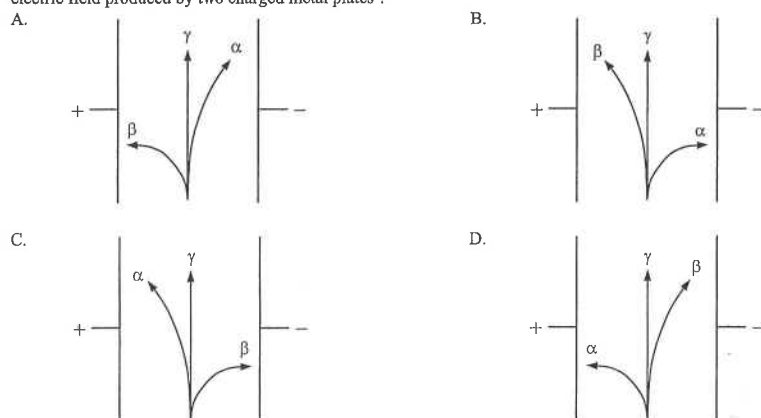 electric field produced by two charged metal plates ?
A.
B.
γ
α
β
+
−
γ
β
α
+
−
C.
D.
γ
α
β
+
−
γ
β
α
+
−